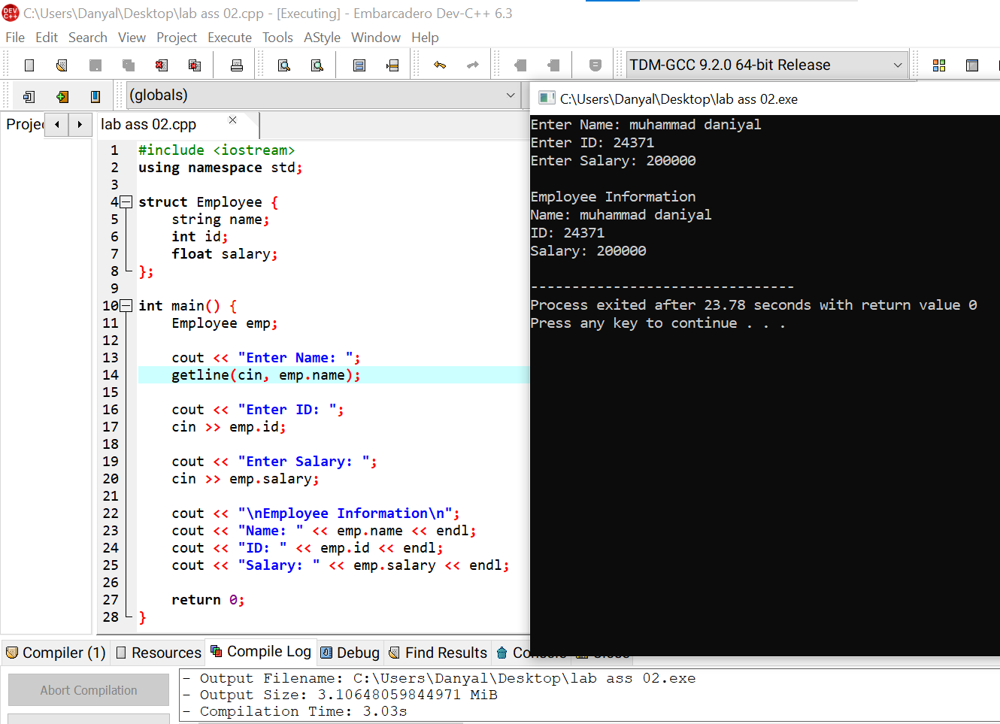 DEV C++ C:\Users\Danyal\Desktop\lab ass 02.cpp - [Executing] - Embarcadero Dev-C++ 6.3
File Edit Search View Project Execute Tools AStyle Window Help
TDM-GCC 9.2.0 64-bit Release
(globals)
C:\Users\Danyal\Desktop\lab ass 02.exe
Projec lab ass 02.cpp
1 #include <iostream>
2 using namespace std;
3
4 struct Employee {
5 string name;
6 int id;
7 float salary;
8 };
9
10 int main() {
11 Employee emp;
12
13 cout << "Enter Name: ";
14 getline(cin, emp.name);
15
16 cout << "Enter ID: ";
17 cin >> emp.id;
18
19 cout << "Enter Salary: ";
20 cin >> emp.salary;
21
22 cout << "\nEmployee Information\n";
23 cout << "Name: " << emp.name << endl;
24 cout << "ID: " << emp.id << endl;
25 cout << "Salary: " << emp.salary << endl;
26
27 return 0;
28 }
Enter Name: muhammad daniyal
Enter ID: 24371
Enter Salary: 200000
Employee Information
Name: muhammad daniyal
ID: 24371
Salary: 200000
--------------------------------
Process exited after 23.78 seconds with return value 0
Press any key to continue . . .
Compiler (1) Resources Compile Log Debug Find Results Console Close
Abort Compilation
- Output Filename: C:\Users\Danyal\Desktop\lab ass 02.exe
- Output Size: 3.10648059844971 MiB
- Compilation Time: 3.03s